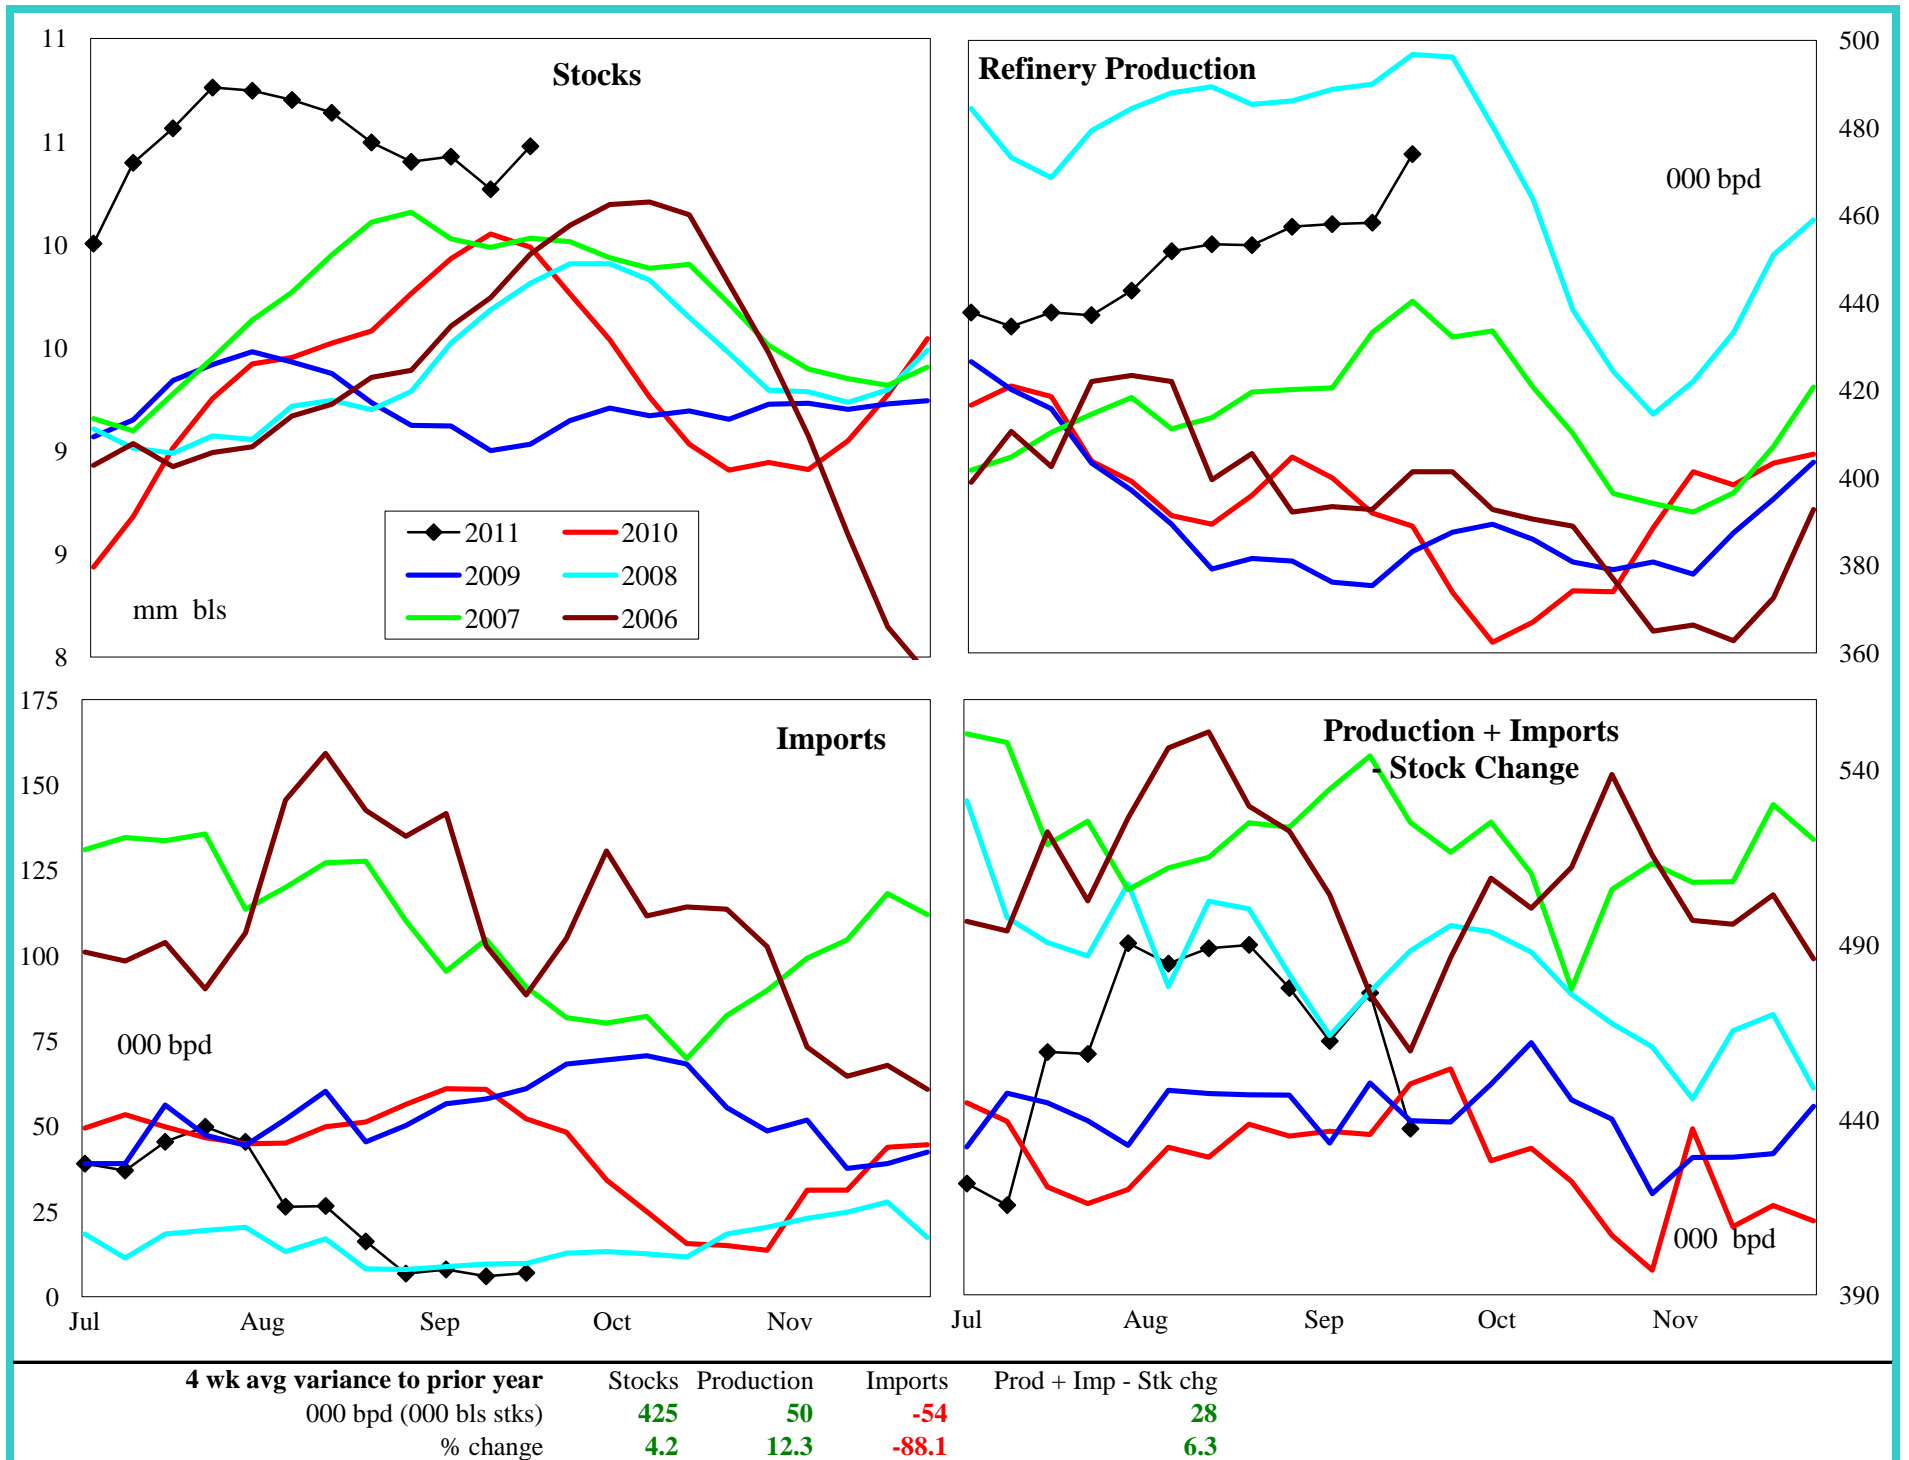 Stocks
11
11
10
10
9
9
8
mm bls
2011 2010
2009 2008
2007 2006
Refinery Production
000 bpd
500
480
460
440
420
400
380
360
Imports
175
150
125
100
75
50
25
0
000 bpd
Jul Aug Sep Oct Nov
Production + Imports
- Stock Change
540
490
440
390
000 bpd
Jul Aug Sep Oct Nov
4 wk avg variance to prior year Stocks Production Imports Prod + Imp - Stk chg
000 bpd (000 bls stks) 425 50 -54 28
% change 4.2 12.3 -88.1 6.3